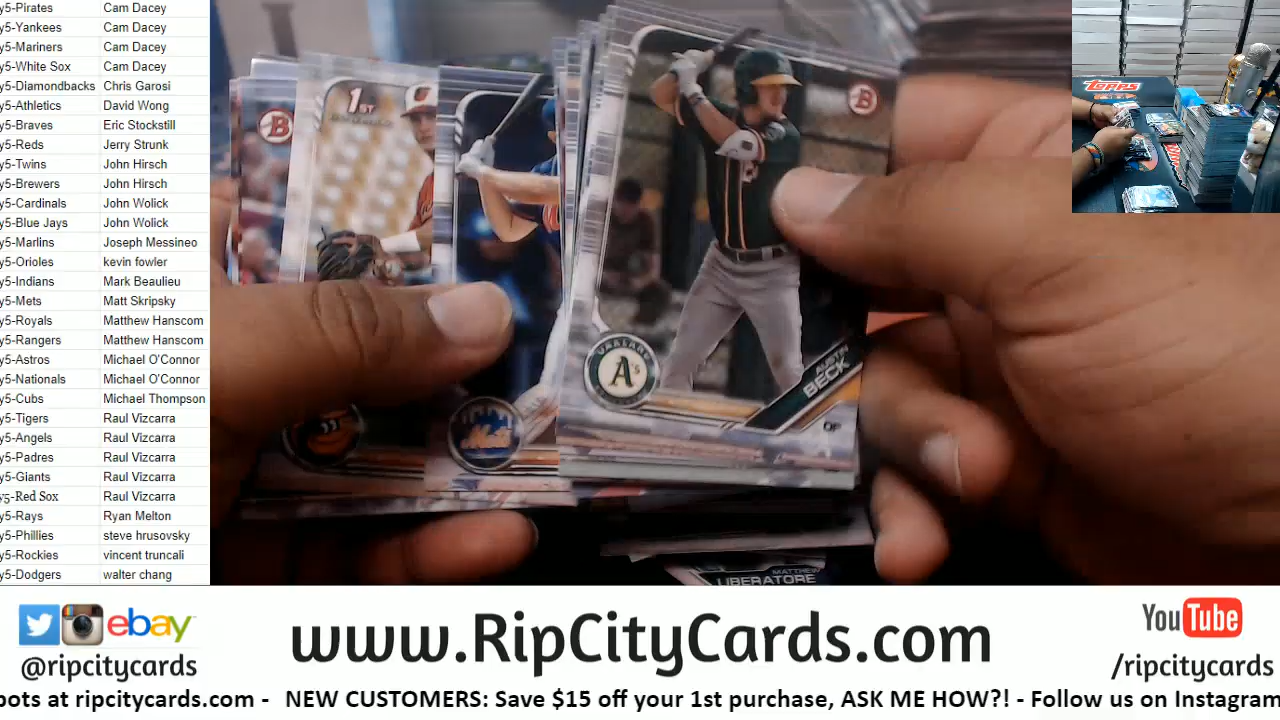 y5-Pirates Cam Dacey
y5-Yankees Cam Dacey
y5-Mariners Cam Dacey
y5-White Sox Cam Dacey
y5-Diamondbacks Chris Garosi
y5-Athletics David Wong
y5-Braves Eric Stockstill
y5-Reds Jerry Strunk
y5-Twins John Hirsch
y5-Brewers John Hirsch
y5-Cardinals John Wolick
y5-Blue Jays John Wolick
y5-Marlins Joseph Messineo
y5-Orioles kevin fowler
y5-Indians Mark Beaulieu
y5-Mets Matt Skripsky
y5-Royals Matthew Hanscom
y5-Rangers Matthew Hanscom
y5-Astros Michael O'Connor
y5-Nationals Michael O'Connor
y5-Cubs Michael Thompson
y5-Tigers Raul Vizcarra
y5-Angels Raul Vizcarra
y5-Padres Raul Vizcarra
y5-Giants Raul Vizcarra
y5-Red Sox Raul Vizcarra
y5-Rays Ryan Melton
y5-Phillies steve hrusovsky
y5-Rockies vincent truncali
y5-Dodgers walter chang
topps
B
1ST
B
Mets
OAKLAND
A's
AUSTIN
BECK
OF
MATTHEW
LIBERATORE
ebay
@ripcitycards
www.RipCityCards.com
YouTube
/ripcitycards
pots at ripcitycards.com - NEW CUSTOMERS: Save $15 off your 1st purchase, ASK ME HOW?! - Follow us on Instagram